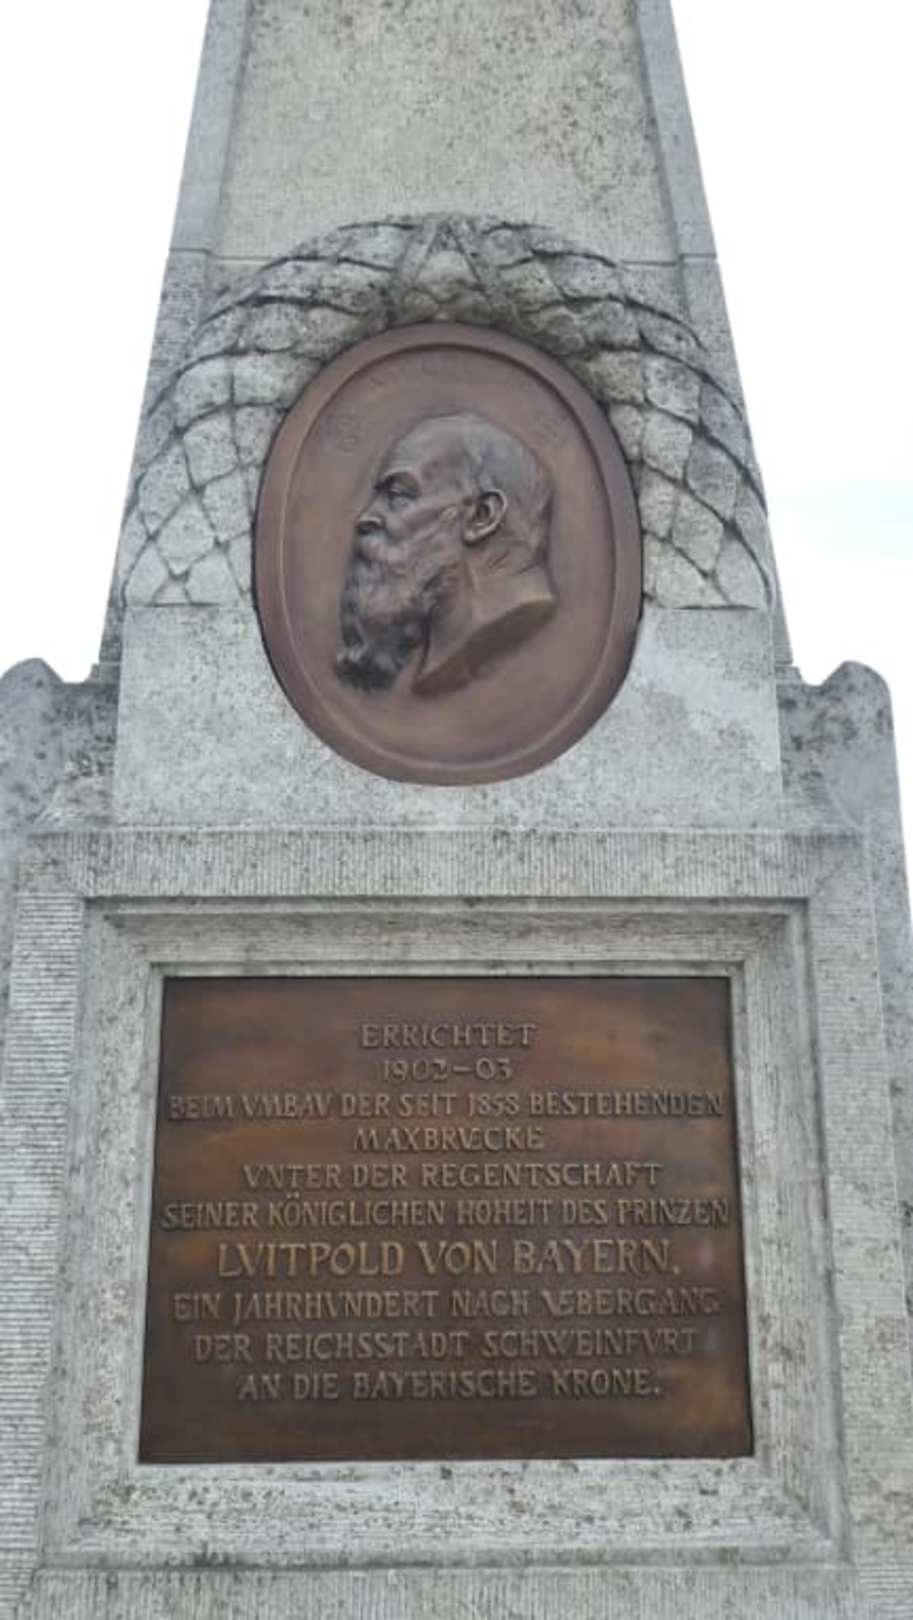 ERRICHTET
1902-03
BEIM VMBAV DER SEIT 1858 BESTEHENDEN
MAXBRVECKE
VNTER DER REGENTSCHAFT
SEINER KÖNIGLICHEN HOHEIT DES PRINZEN
LVITPOLD VON BAYERN,
EIN JAHRHVNDERT NACH VEBERGANG
DER REICHSSTADT SCHWEINFVRT
AN DIE BAYERISCHE KRONE.